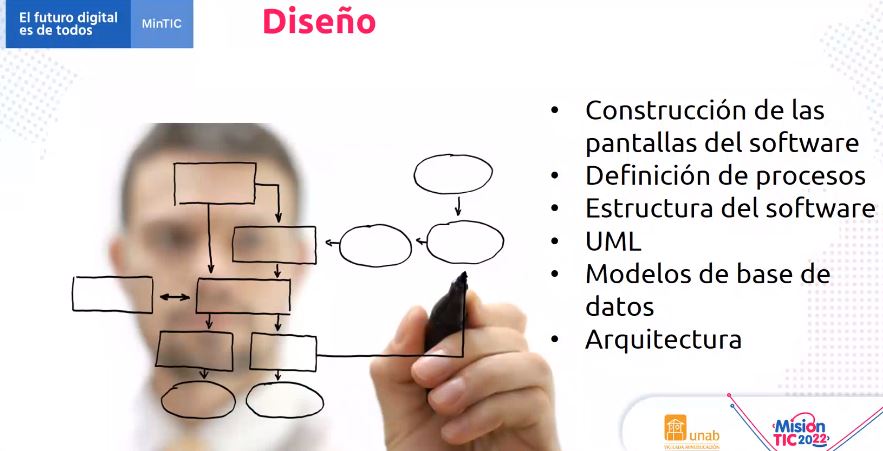 El futuro digital
es de todos
MinTIC
Diseño
• Construcción de las
pantallas del software
• Definición de procesos
• Estructura del software
• UML
• Modelos de base de
datos
• Arquitectura
unab
Misión
TIC 2022